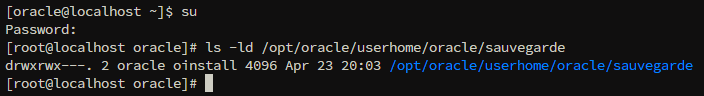 [oracle@localhost oracle]$ su
Password:
[root@localhost oracle]# ls -ld /opt/oracle/userhome/oracle/sauvegarde
drwxrwx---. 2 oracle oinstall 4096 Apr 23 20:03 /opt/oracle/userhome/oracle/sauvegarde
[root@localhost oracle]#